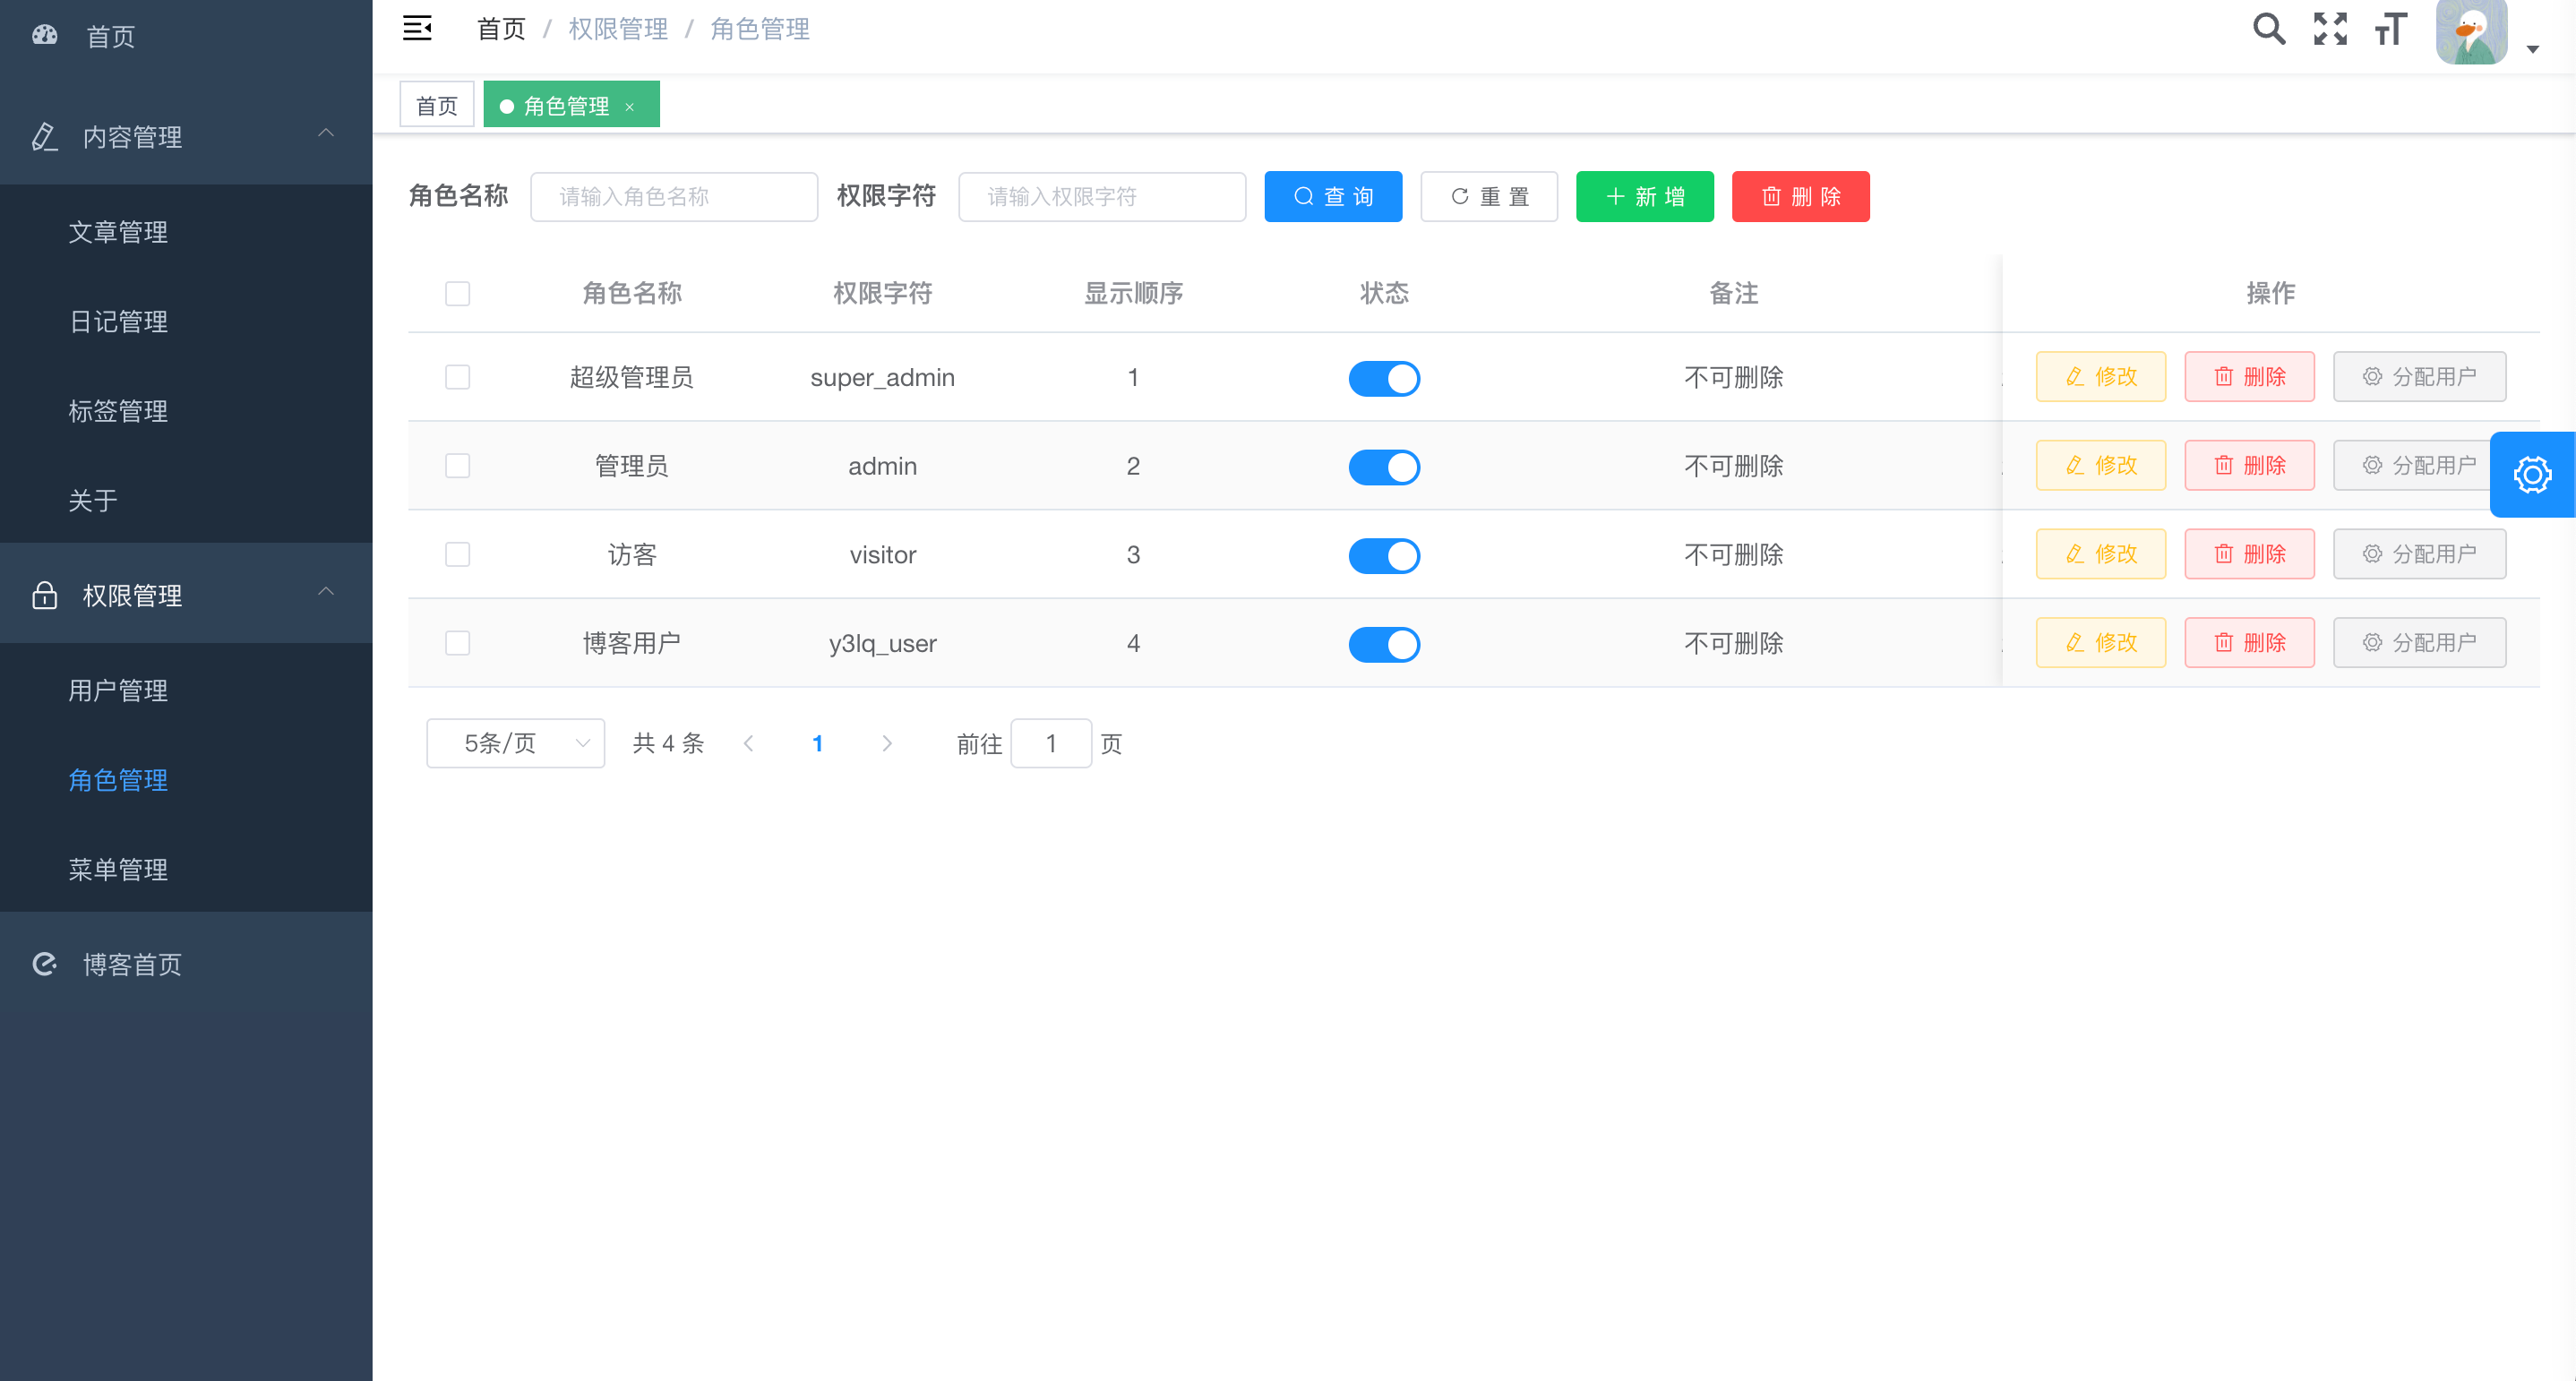 首页
内容管理
文章管理
日记管理
标签管理
关于
权限管理
用户管理
角色管理
菜单管理
博客首页
首页 / 权限管理 / 角色管理
首页 角色管理 ×
角色名称 请输入角色名称 权限字符 请输入权限字符 查询 重置 新增 删除
角色名称 权限字符 显示顺序 状态 备注 操作
超级管理员 super_admin 1 不可删除 修改 删除 分配用户
管理员 admin 2 不可删除 修改 删除 分配用户
访客 visitor 3 不可删除 修改 删除 分配用户
博客用户 y3lq_user 4 不可删除 修改 删除 分配用户
5条/页 共 4 条 1 前往 1 页